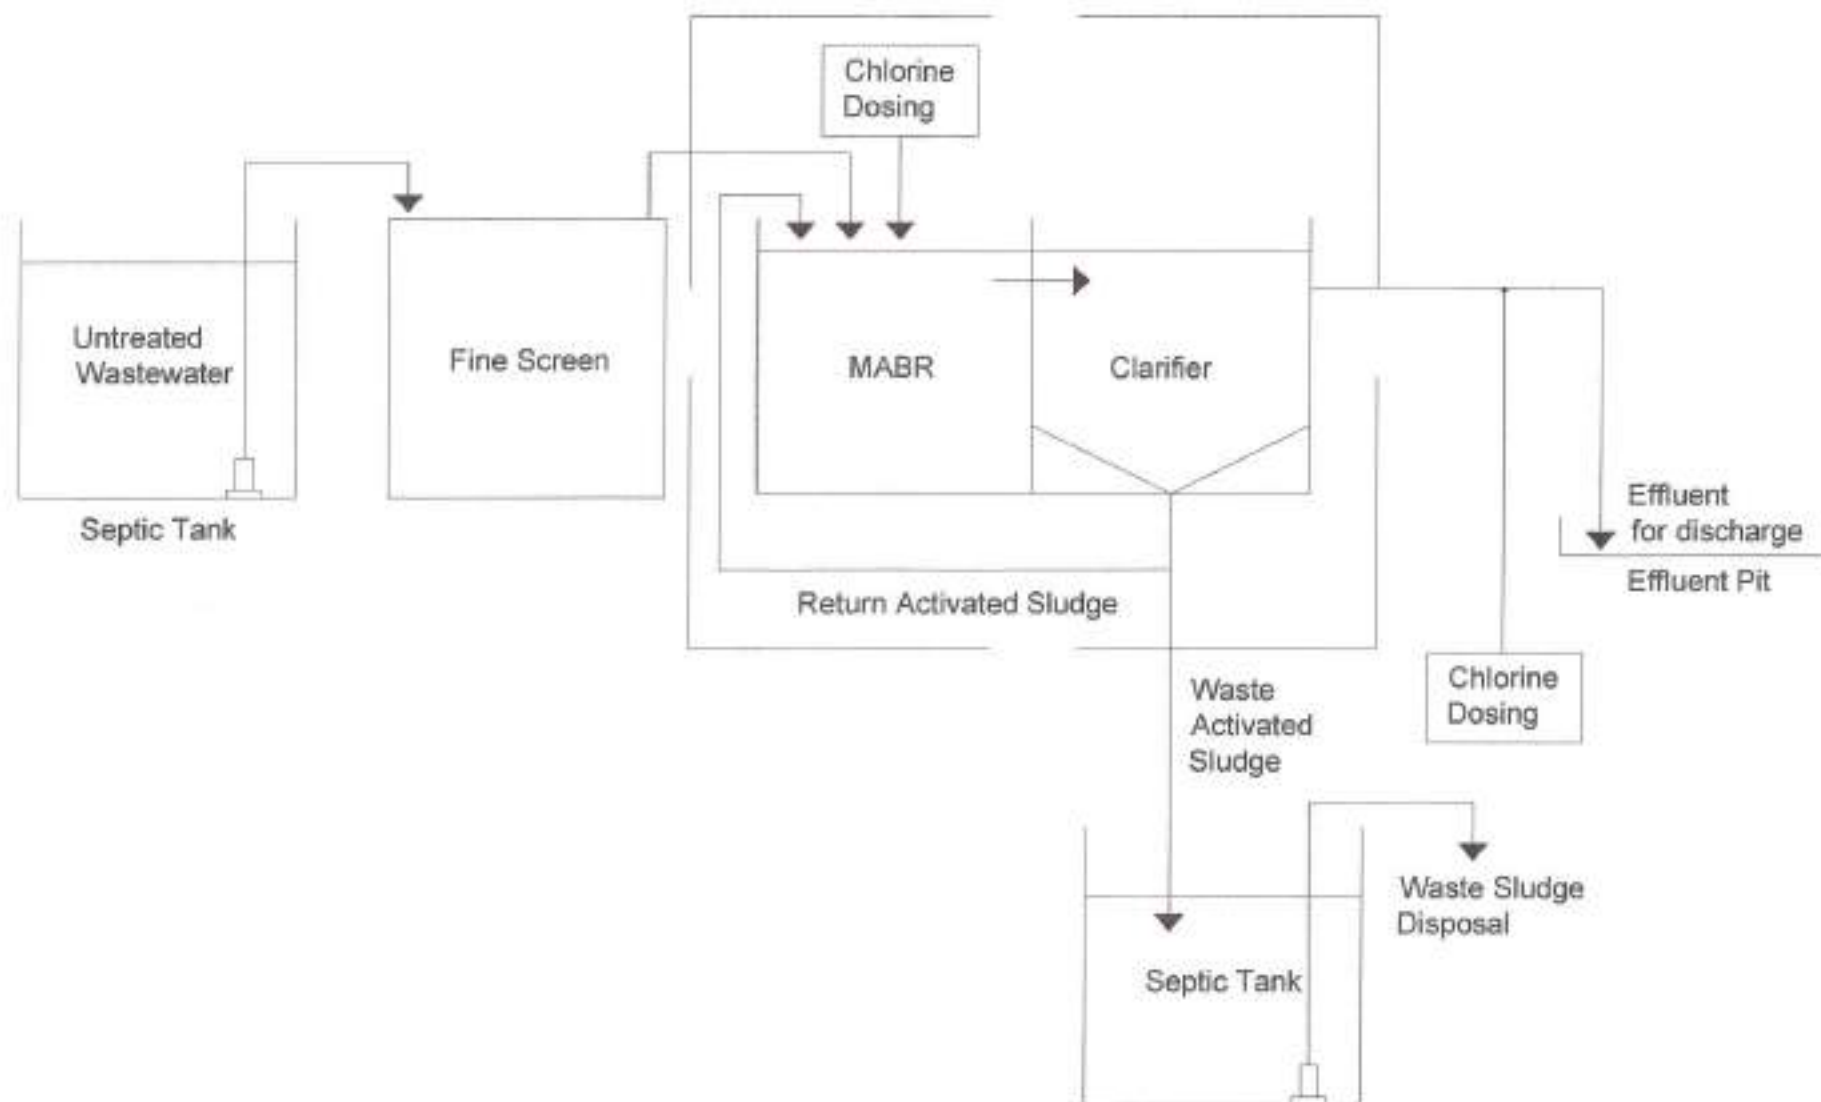 Chlorine
Dosing
Untreated
Wastewater
Fine Screen
MABR
Clarifier
Septic Tank
Effluent
for discharge
Effluent Pit
Return Activated Sludge
Waste
Activated
Sludge
Chlorine
Dosing
Waste Sludge
Disposal
Septic Tank